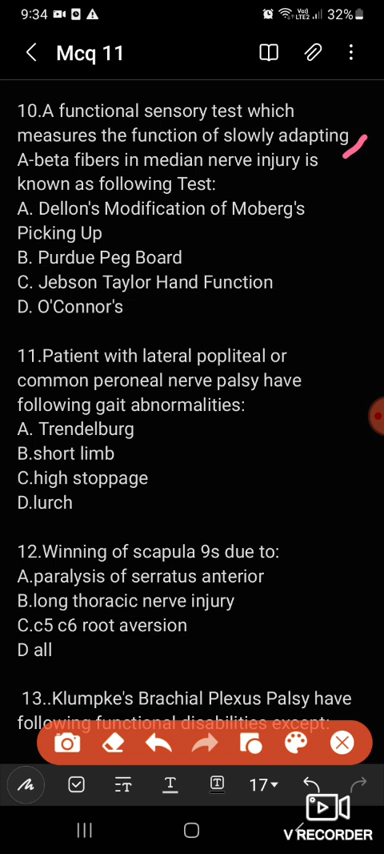 9:34
Vo)) LTE2 32%
Mcq 11
10.A functional sensory test which
measures the function of slowly adapting
A-beta fibers in median nerve injury is
known as following Test:
A. Dellon's Modification of Moberg's
Picking Up
B. Purdue Peg Board
C. Jebson Taylor Hand Function
D. O'Connor's
11.Patient with lateral popliteal or
common peroneal nerve palsy have
following gait abnormalities:
A. Trendelburg
B.short limb
C.high stoppage
D.lurch
12.Winning of scapula 9s due to:
A.paralysis of serratus anterior
B.long thoracic nerve injury
C.c5 c6 root aversion
D all
13..Klumpke's Brachial Plexus Palsy have
following functional disabilities except:
17
V RECORDER